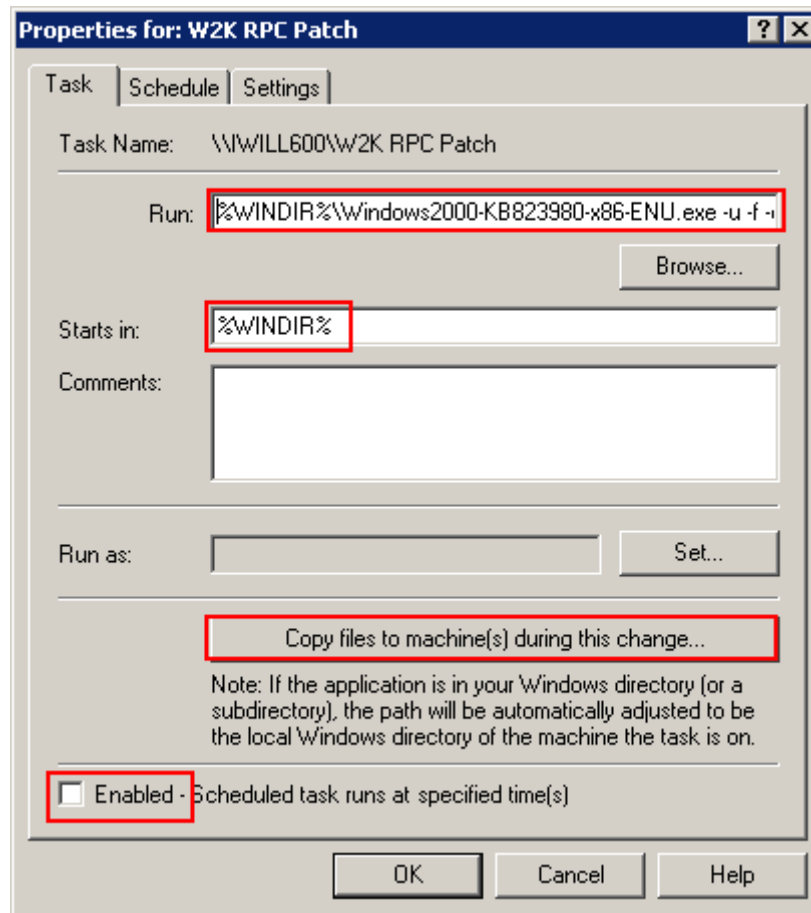 Properties for: W2K RPC Patch
Task Schedule Settings
Task Name: \\IWILL600\W2K RPC Patch
Run: %WINDIR%\Windows2000-KB823980-x86-ENU.exe -u -f -
Browse...
Starts in: %WINDIR%
Comments:
Run as: Set...
Copy files to machine(s) during this change...
Note: If the application is in your Windows directory (or a
subdirectory), the path will be automatically adjusted to be
the local Windows directory of the machine the task is on.
Enabled - Scheduled task runs at specified time(s)
OK Cancel Help